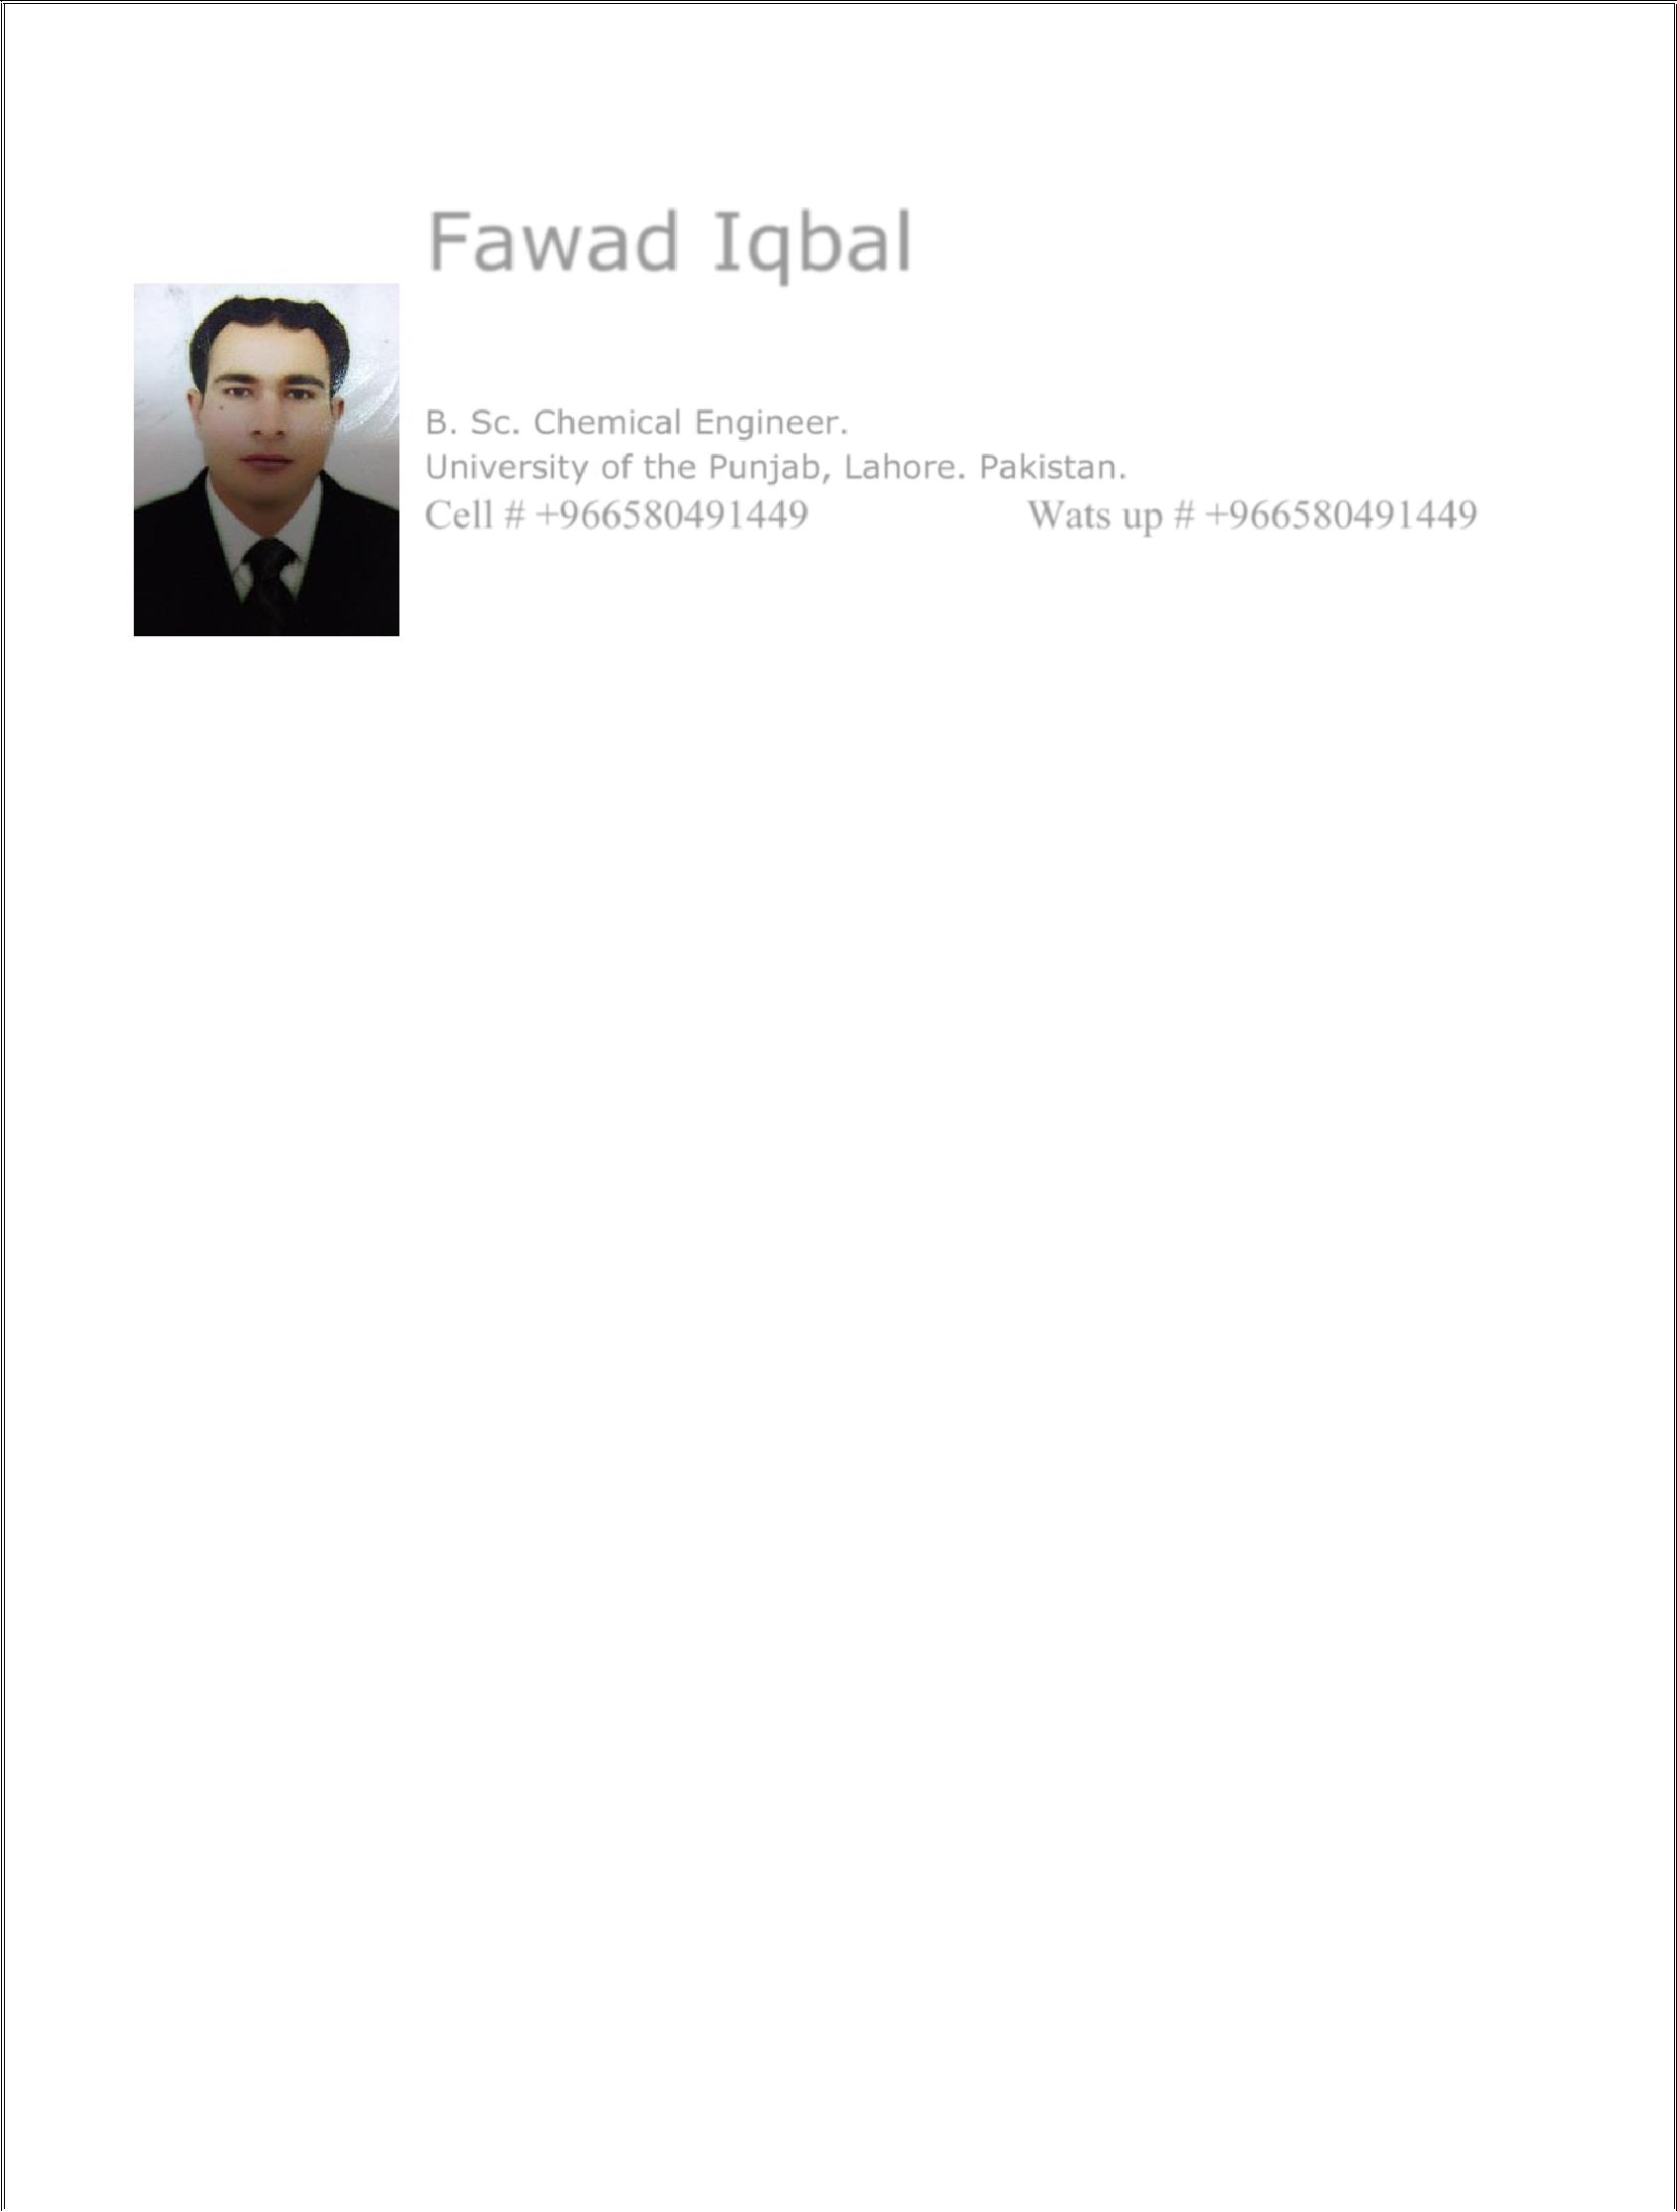 Fawad Iqbal
B. Sc. Chemical Engineer.
University of the Punjab, Lahore. Pakistan.
Cell # +966580491449 Wats up # +966580491449